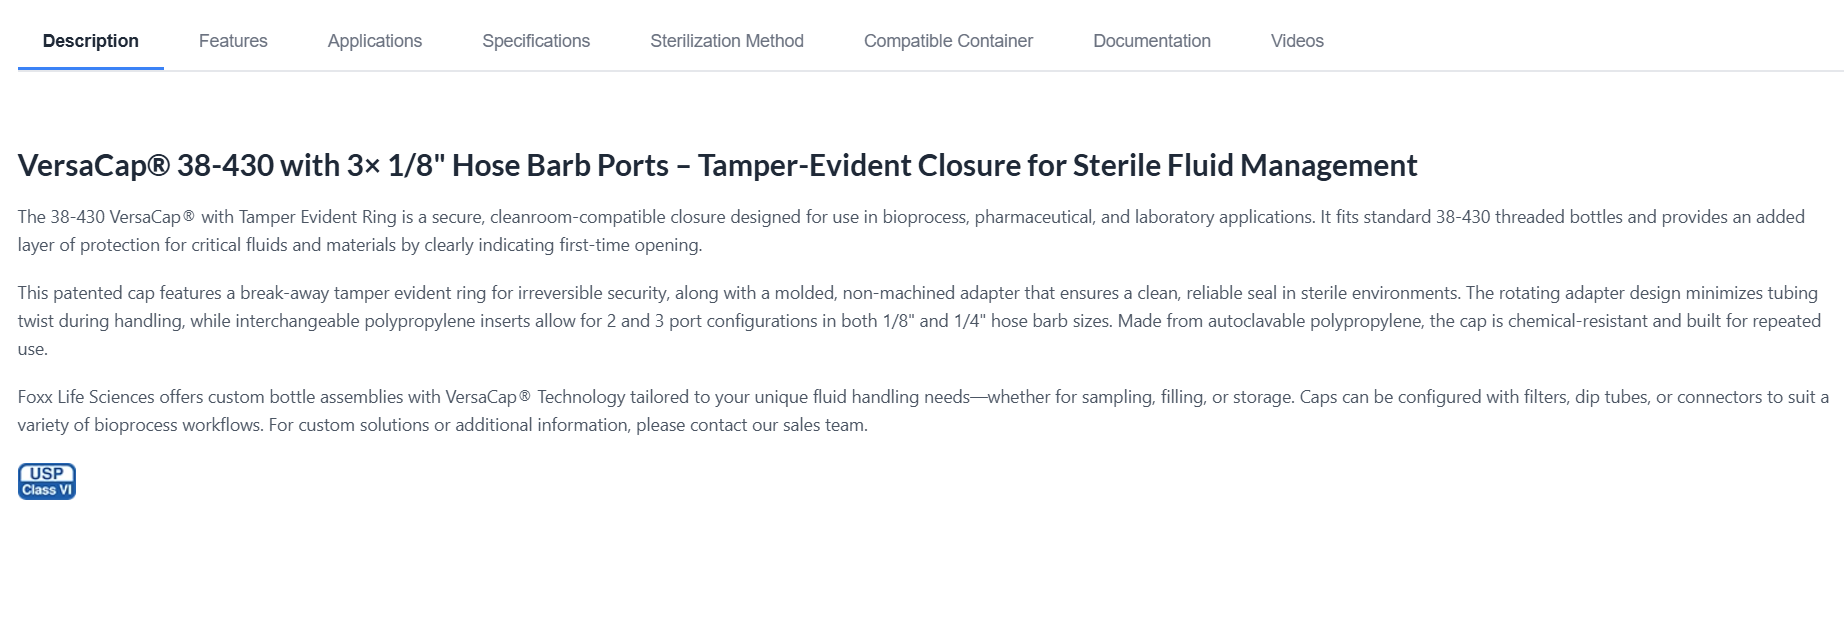 Description Features Applications Specifications Sterilization Method Compatible Container Documentation Videos
VersaCap® 38-430 with 3× 1/8" Hose Barb Ports – Tamper-Evident Closure for Sterile Fluid Management
The 38-430 VersaCap® with Tamper Evident Ring is a secure, cleanroom-compatible closure designed for use in bioprocess, pharmaceutical, and laboratory applications. It fits standard 38-430 threaded bottles and provides an added
layer of protection for critical fluids and materials by clearly indicating first-time opening.
This patented cap features a break-away tamper evident ring for irreversible security, along with a molded, non-machined adapter that ensures a clean, reliable seal in sterile environments. The rotating adapter design minimizes tubing
twist during handling, while interchangeable polypropylene inserts allow for 2 and 3 port configurations in both 1/8" and 1/4" hose barb sizes. Made from autoclavable polypropylene, the cap is chemical-resistant and built for repeated
use.
Foxx Life Sciences offers custom bottle assemblies with VersaCap® Technology tailored to your unique fluid handling needs—whether for sampling, filling, or storage. Caps can be configured with filters, dip tubes, or connectors to suit a
variety of bioprocess workflows. For custom solutions or additional information, please contact our sales team.
USP
Class VI